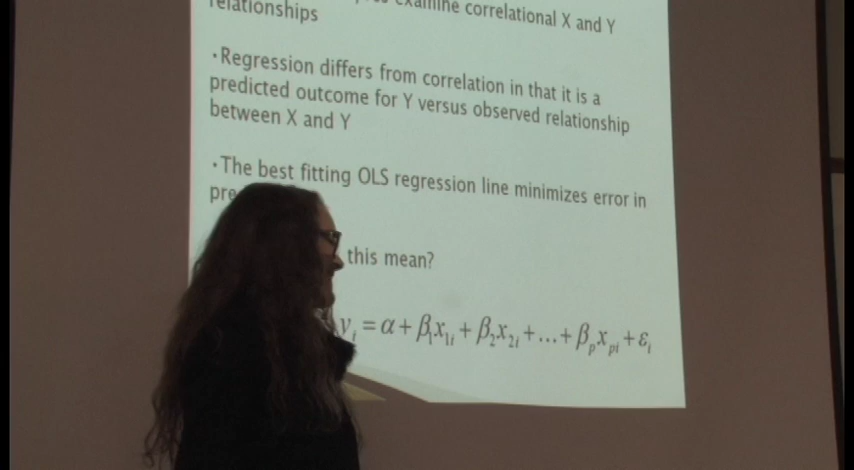 examine correlational X and Y
relationships
·Regression differs from correlation in that it is a
predicted outcome for Y versus observed relationship
between X and Y
·The best fitting OLS regression line minimizes error in
this mean?
yᵢ = α + β₁x₁ᵢ + β₂x₂ᵢ + ... + βₚxₚᵢ + εᵢ